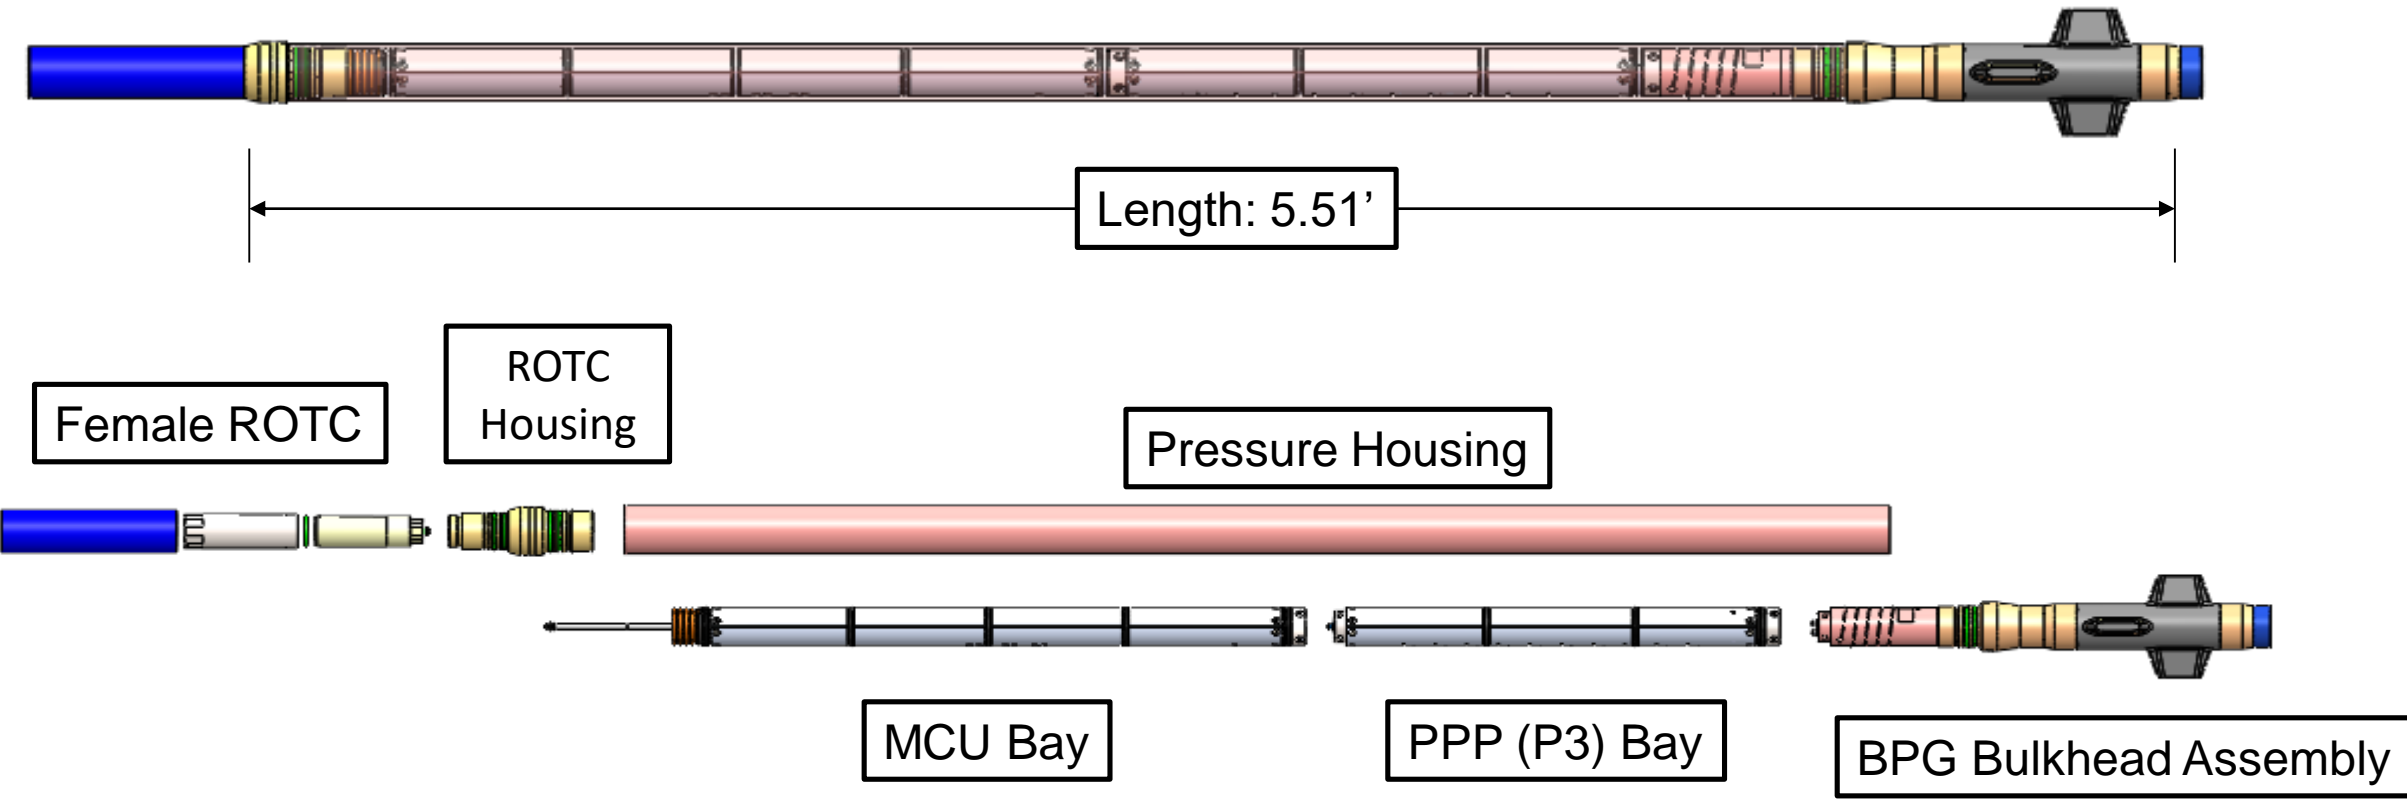 Length: 5.51’
ROTC
Housing
Female ROTC
Pressure Housing
MCU Bay
PPP (P3) Bay
BPG Bulkhead Assembly